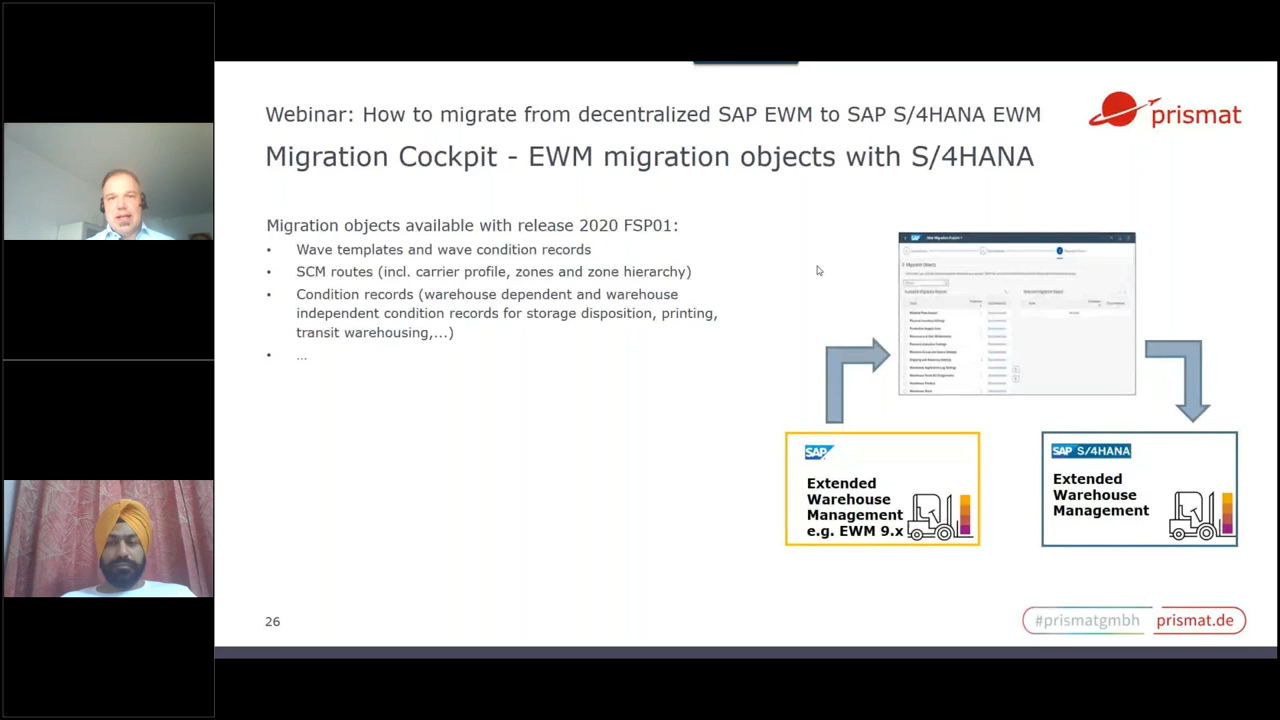 Webinar: How to migrate from decentralized SAP EWM to SAP S/4HANA EWM
prismat
Migration Cockpit - EWM migration objects with S/4HANA
Migration objects available with release 2020 FSP01:
• Wave templates and wave condition records
• SCM routes (incl. carrier profile, zones and zone hierarchy)
• Condition records (warehouse dependent and warehouse
independent condition records for storage disposition, printing,
transit warehousing,...)
• ...
SAP
Extended
Warehouse
Management
e.g. EWM 9.x
SAP S/4HANA
Extended
Warehouse
Management
26
#prismatgmbh
prismat.de